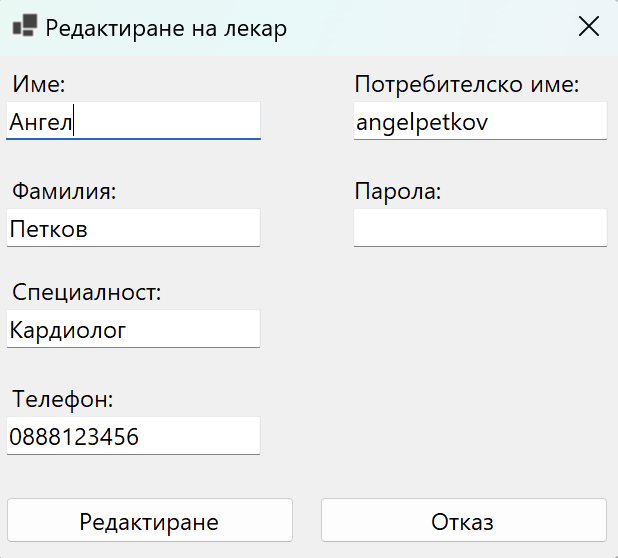 Редактиране на лекар
Име:
Ангел
Потребителско име:
angelpetkov
Фамилия:
Петков
Парола:
Специалност:
Кардиолог
Телефон:
0888123456
Редактиране
Отказ